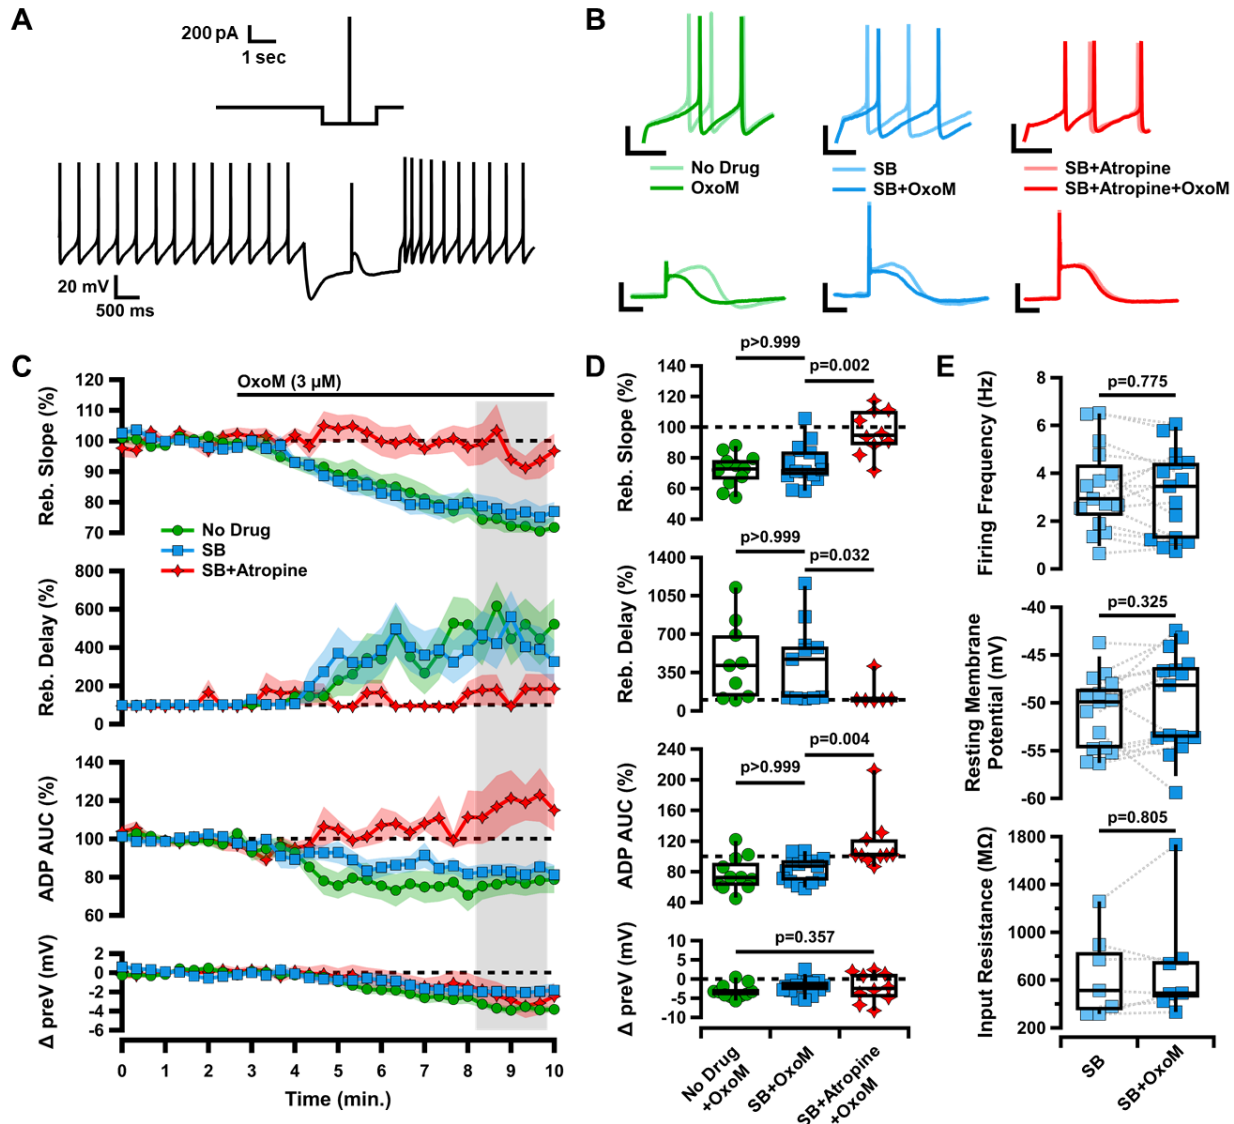 A
200 pA
1 sec
20 mV
500 ms
B
No Drug
OxoM
SB
SB+OxoM
SB+Atropine
SB+Atropine+OxoM
C
OxoM (3 µM)
Reb. Slope (%)
120
110
100
90
80
70
No Drug
SB
SB+Atropine
Reb. Delay (%)
800
600
400
200
0
ADP AUC (%)
140
120
100
80
60
Δ preV (mV)
2
0
-2
-4
-6
0 1 2 3 4 5 6 7 8 9 10
Time (min.)
D
p>0.999
p=0.002
Reb. Slope (%)
140
120
100
80
60
40
p>0.999
p=0.032
Reb. Delay (%)
1400
1050
700
350
0
p=0.004
p>0.999
ADP AUC (%)
240
200
160
120
80
40
p=0.357
Δ preV (mV)
10
5
0
-5
-10
No Drug
+OxoM
SB+OxoM
SB+Atropine
+OxoM
E
p=0.775
Firing Frequency (Hz)
8
6
4
2
0
p=0.325
Resting Membrane
Potential (mV)
-40
-45
-50
-55
-60
p=0.805
Input Resistance (MΩ)
1800
1400
1000
600
200
SB
SB+OxoM